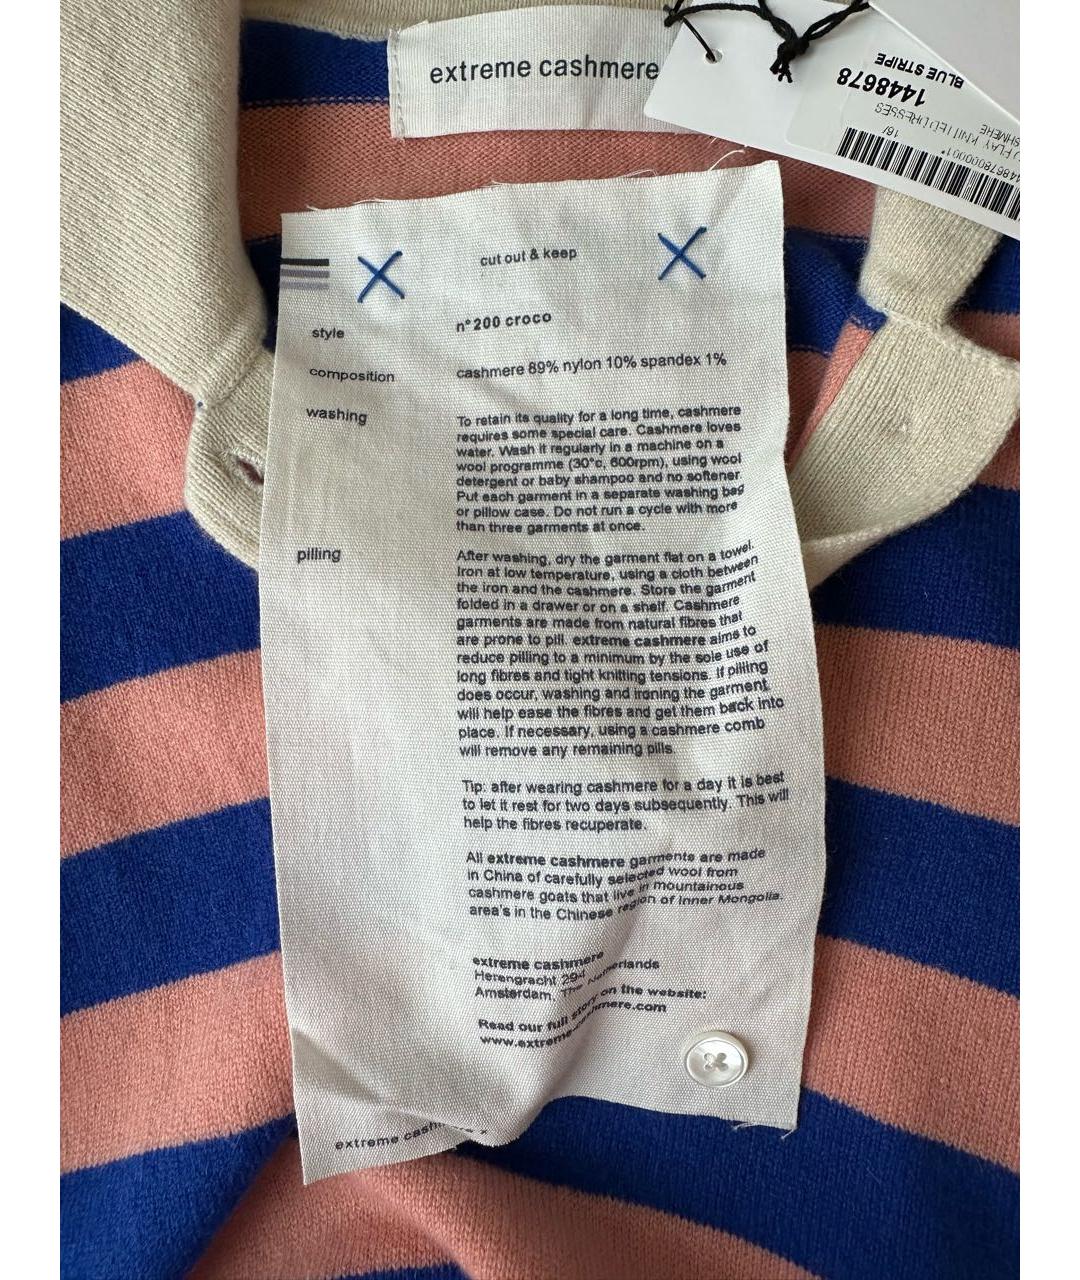 extreme cashmere
BLUE STRIPE
1448678
KNITTED DRESSES
16/
cut out & keep
style
n°200 croco
composition
cashmere 89% nylon 10% spandex 1%
washing
To retain its quality for a long time, cashmere
requires some special care. Cashmere loves
water. Wash it regularly in a machine on a
wool programme (30°c, 600rpm), using wool
detergent or baby shampoo and no softener.
Put each garment in a separate washing bag
or pillow case. Do not run a cycle with more
than three garments at once.
pilling
After washing, dry the garment flat on a towel.
Iron at low temperature, using a cloth between
the iron and the cashmere. Store the garment
folded in a drawer or on a shelf. Cashmere
garments are made from natural fibres that
are prone to pill. extreme cashmere aims to
reduce pilling to a minimum by the sole use of
long fibres and tight knitting tensions. If pilling
does occur, washing and ironing the garment
will help ease the fibres and get them back into
place. If necessary, using a cashmere comb
will remove any remaining pills.
Tip: after wearing cashmere for a day it is best
to let it rest for two days subsequently. This will
help the fibres recuperate.
All extreme cashmere garments are made
in China of carefully selected wool from
cashmere goats that live in mountainous
area's in the Chinese region of Inner Mongolia.
extreme cashmere
Herengracht 294
Amsterdam, The Netherlands
Read our full story on the website:
www.extreme-cashmere.com
extreme